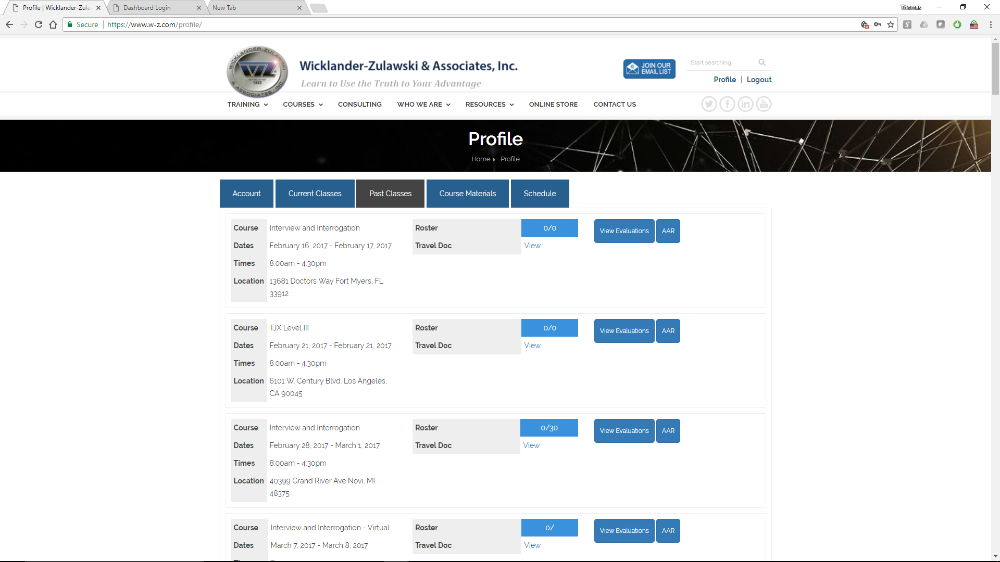 Profile | Wicklander-Zula
Dashboard Login
New Tab
Thomas
Secure
https://www.w-z.com/profile/
WICKLANDER-ZULAWSKI
WZ
ESTABLISHED
1982
& ASSOCIATES, INC
Wicklander-Zulawski & Associates, Inc.
Learn to Use the Truth to Your Advantage
JOIN OUR
EMAIL LIST
Start searching...
Profile | Logout
TRAINING COURSES CONSULTING WHO WE ARE RESOURCES ONLINE STORE CONTACT US
Profile
Home Profile
Account Current Classes Past Classes Course Materials Schedule
Course Interview and Interrogation Roster 0/0 View Evaluations AAR
Dates February 16, 2017 - February 17, 2017 Travel Doc View
Times 8:00am - 4:30pm
Location 13681 Doctors Way Fort Myers, FL
33912
Course TJX Level III Roster 0/0 View Evaluations AAR
Dates February 21, 2017 - February 21, 2017 Travel Doc View
Times 8:00am - 4:30pm
Location 6101 W. Century Blvd. Los Angeles,
CA 90045
Course Interview and Interrogation Roster 0/30 View Evaluations AAR
Dates February 28, 2017 - March 1, 2017 Travel Doc View
Times 8:00am - 4:30pm
Location 40399 Grand River Ave Novi, MI
48375
Course Interview and Interrogation - Virtual Roster 0/ View Evaluations AAR
Dates March 7, 2017 - March 8, 2017 Travel Doc View